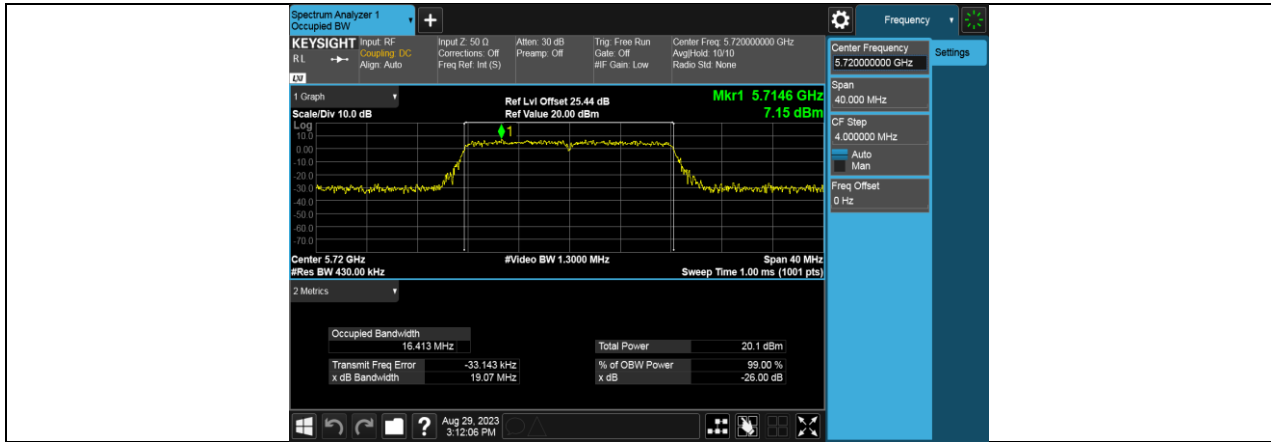 Spectrum Analyzer 1
Occupied BW
Frequency
KEYSIGHT
R L
LXI
Input: RF
Coupling: DC
Align: Auto
Input Z: 50 Ω
Corrections: Off
Freq Ref: Int (S)
Atten: 30 dB
Preamp: Off
Trig: Free Run
Gate: Off
#IF Gain: Low
Center Freq: 5.720000000 GHz
Avg|Hold: 10/10
Radio Std: None
Center Frequency
5.720000000 GHz
Settings
Span
40.000 MHz
CF Step
4.000000 MHz
Auto
Man
Freq Offset
0 Hz
1 Graph
Scale/Div 10.0 dB
Ref Lvl Offset 25.44 dB
Ref Value 20.00 dBm
Mkr1 5.7146 GHz
7.15 dBm
Log
1
10.0
0.00
-10.0
-20.0
-30.0
-40.0
-50.0
-60.0
-70.0
Center 5.72 GHz
#Video BW 1.3000 MHz
Span 40 MHz
#Res BW 430.00 kHz
Sweep Time 1.00 ms (1001 pts)
2 Metrics
Occupied Bandwidth
16.413 MHz
Total Power 20.1 dBm
Transmit Freq Error -33.143 kHz
% of OBW Power 99.00 %
x dB Bandwidth 19.07 MHz
x dB -26.00 dB
?
Aug 29, 2023
3:12:06 PM